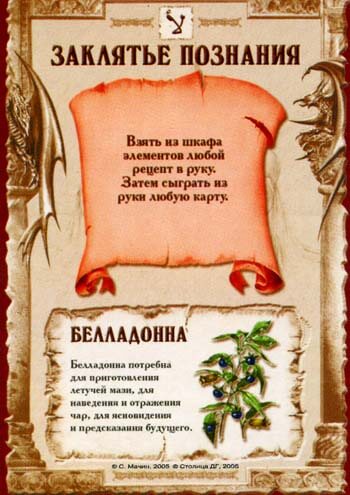 ЗАКЛЯТЬЕ ПОЗНАНИЯ
Взять из шкафа
элементов любой
рецепт в руку.
Затем сыграть из
руки любую карту.
БЕЛЛАДОННА
Белладонна потребна
для приготовления
летучей мази, для
наведения и отражения
чар, для ясновидения
и предсказания будущего.
© С. Мачин, 2005 © Столица ДГ, 2005